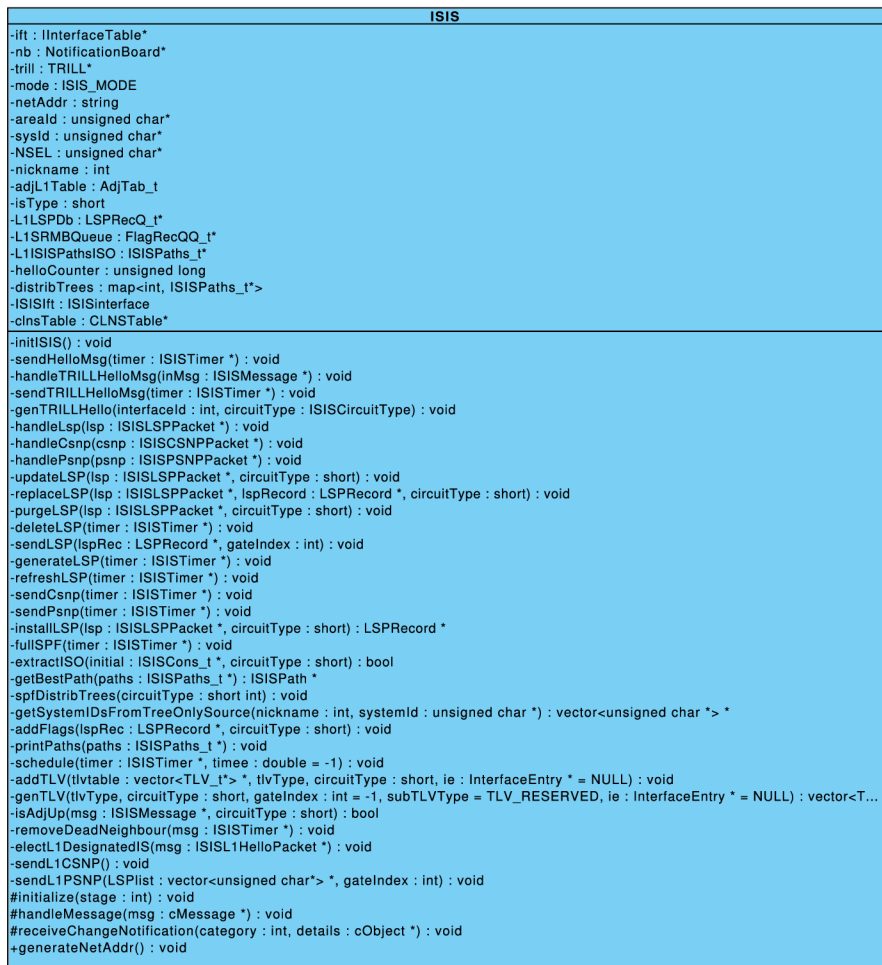 ISIS
-ift : IInterfaceTable*
-nb : NotificationBoard*
-trill : TRILL*
-mode : ISIS_MODE
-netAddr : string
-areaId : unsigned char*
-sysId : unsigned char*
-NSEL : unsigned char*
-nickname : int
-adjL1Table : AdjTab_t
-isType : short
-L1LSPDb : LSPRecQ_t*
-L1SRMBQueue : FlagRecQQ_t*
-L1ISISPathsISO : ISISPaths_t*
-helloCounter : unsigned long
-distribTrees : map<int, ISISPaths_t*>
-ISISIft : ISISinterface
-clnsTable : CLNSTable*
-initISIS() : void
-sendHelloMsg(timer : ISISTimer *) : void
-handleTRILLHelloMsg(inMsg : ISISMessage *) : void
-sendTRILLHelloMsg(timer : ISISTimer *) : void
-genTRILLHello(interfaceId : int, circuitType : ISISCircuitType) : void
-handleLsp(lsp : ISISLSPPacket *) : void
-handleCsnp(csnp : ISISCSNPPacket *) : void
-handlePsnp(psnp : ISISPSNPPacket *) : void
-updateLSP(lsp : ISISLSPPacket *, circuitType : short) : void
-replaceLSP(lsp : ISISLSPPacket *, lspRecord : LSPRecord *, circuitType : short) : void
-purgeLSP(lsp : ISISLSPPacket *, circuitType : short) : void
-deleteLSP(timer : ISISTimer *) : void
-sendLSP(lspRec : LSPRecord *, gateIndex : int) : void
-generateLSP(timer : ISISTimer *) : void
-refreshLSP(timer : ISISTimer *) : void
-sendCsnp(timer : ISISTimer *) : void
-sendPsnp(timer : ISISTimer *) : void
-installLSP(lsp : ISISLSPPacket *, circuitType : short) : LSPRecord *
-fullSPF(timer : ISISTimer *) : void
-extractISO(initial : ISISCons_t *, circuitType : short) : bool
-getBestPath(paths : ISISPaths_t *) : ISISPath *
-spfDistribTrees(circuitType : short int) : void
-getSystemIDsFromTreeOnlySource(nickname : int, systemId : unsigned char *) : vector<unsigned char *> *
-addFlags(lspRec : LSPRecord *, circuitType : short) : void
-printPaths(paths : ISISPaths_t *) : void
-schedule(timer : ISISTimer *, timee : double = -1) : void
-addTLV(tlvtable : vector<TLV_t*> *, tlvType, circuitType : short, ie : InterfaceEntry * = NULL) : void
-genTLV(tlvType, circuitType : short, gateIndex : int = -1, subTLVType = TLV_RESERVED, ie : InterfaceEntry * = NULL) : vector<T...
-isAdjUp(msg : ISISMessage *, circuitType : short) : bool
-removeDeadNeighbour(msg : ISISTimer *) : void
-electL1DesignatedIS(msg : ISISL1HelloPacket *) : void
-sendL1CSNP() : void
-sendL1PSNP(LSPlist : vector<unsigned char*> *, gateIndex : int) : void
#initialize(stage : int) : void
#handleMessage(msg : cMessage *) : void
#receiveChangeNotification(category : int, details : cObject *) : void
+generateNetAddr() : void